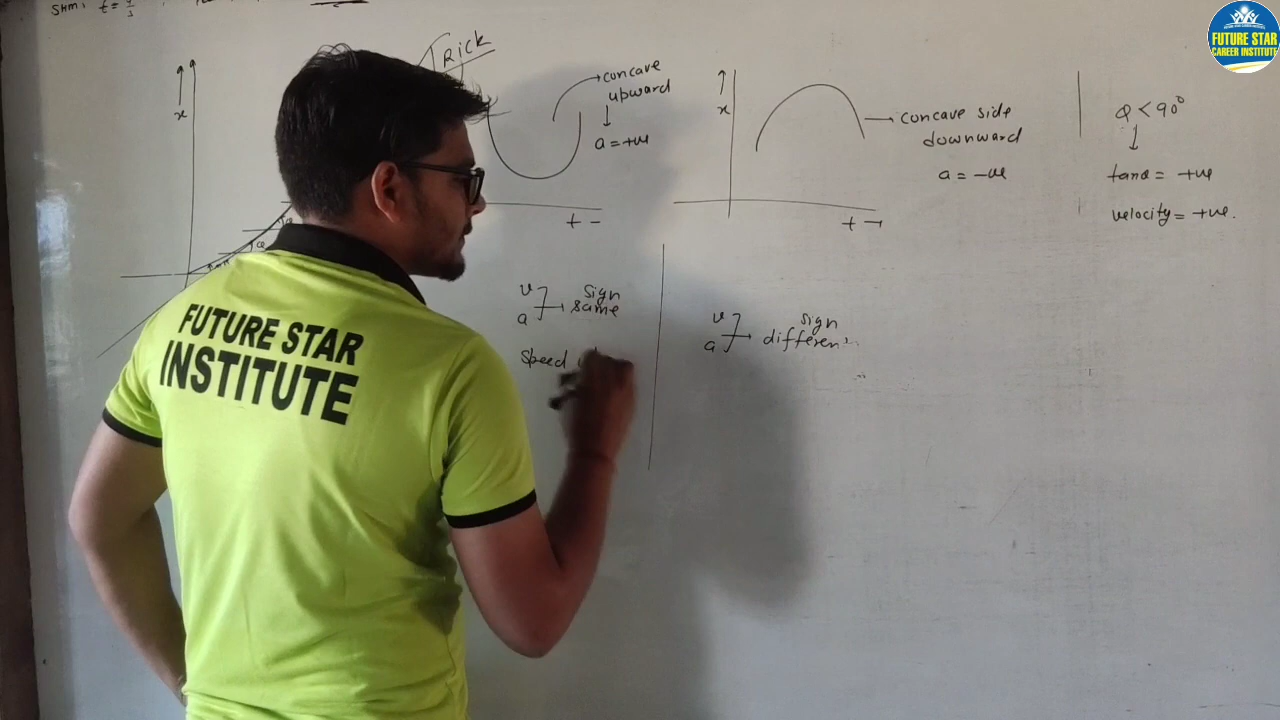 SHM:
Trick
x
concave
upward
a = +ve
+ -
x
concave side
downward
a = -ve
+ →
θ < 90°
tanθ = +ve
velocity = +ve.
v
a
sign
same
speed
v
a
sign
different
FUTURE STAR
INSTITUTE
FUTURE STAR
CAREER INSTITUTE